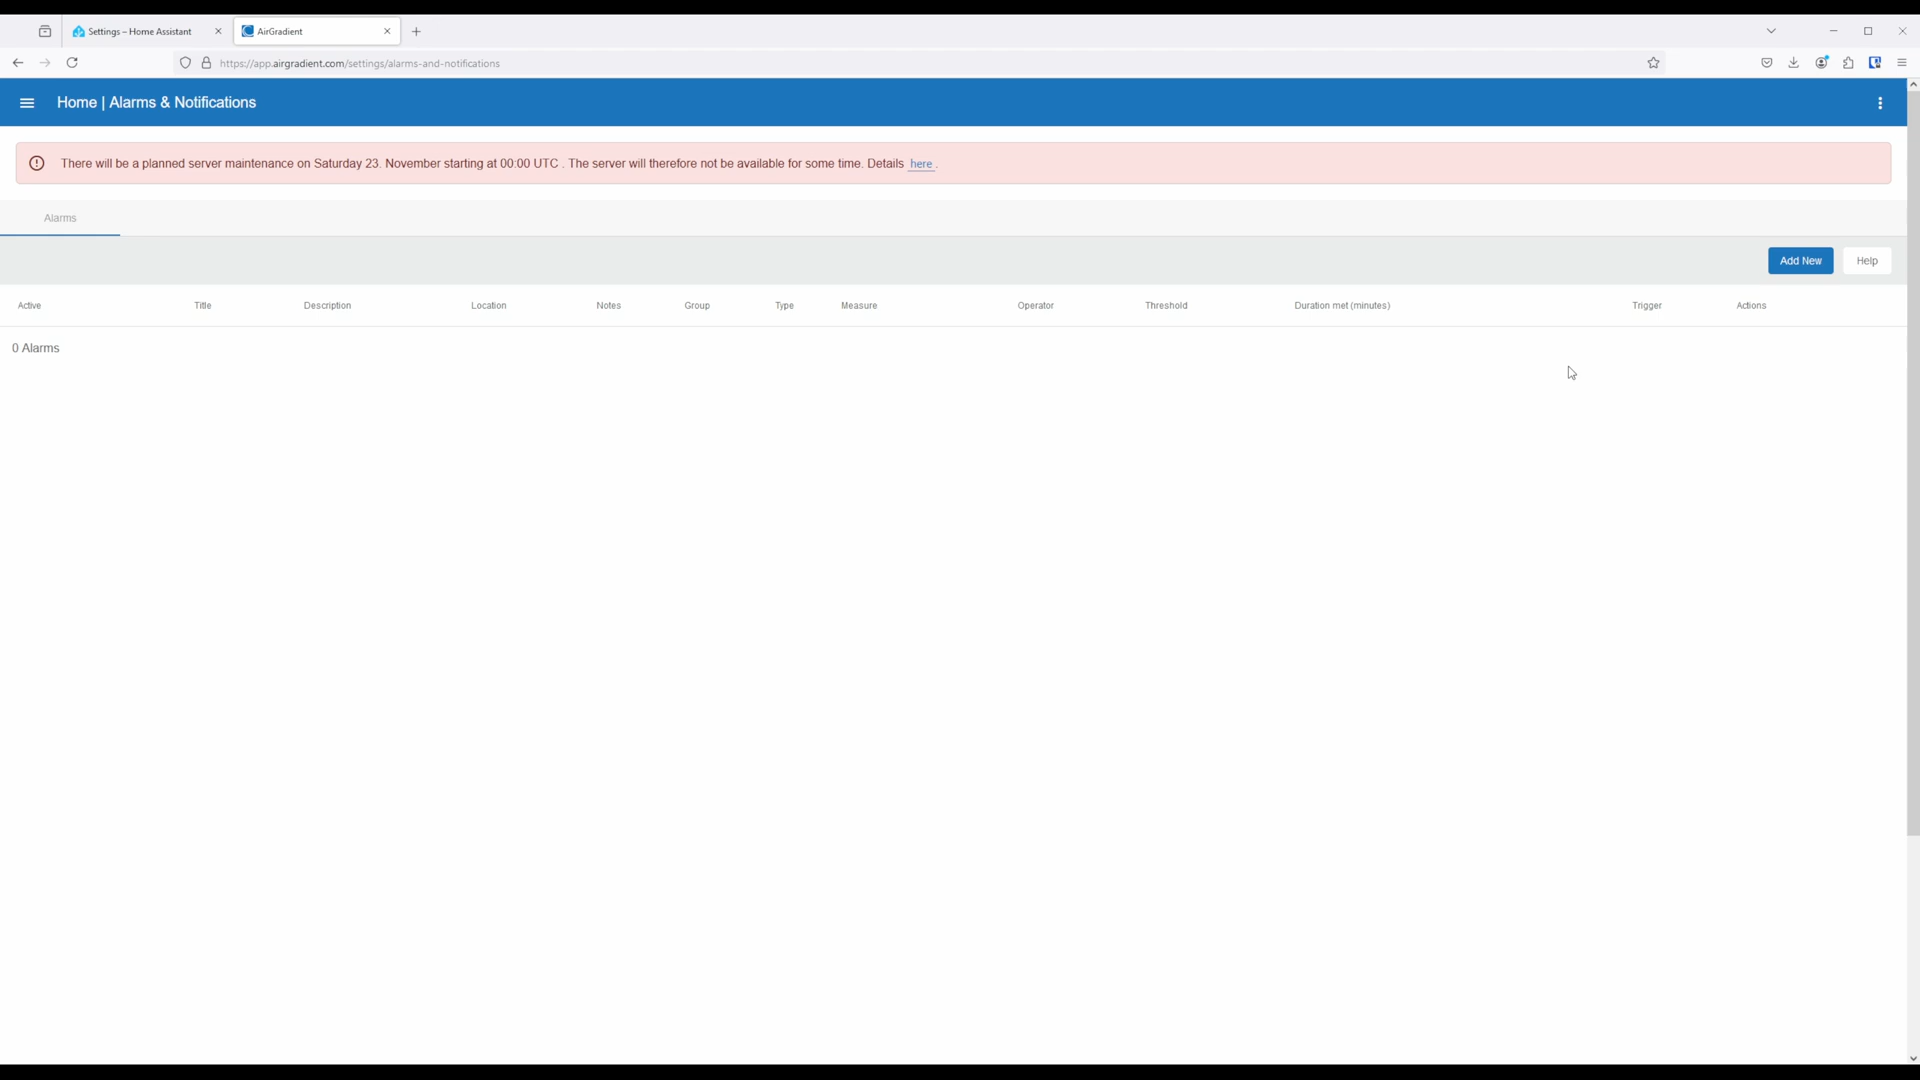 Settings – Home Assistant
AirGradient
https://app.airgradient.com/settings/alarms-and-notifications
Home | Alarms & Notifications
There will be a planned server maintenance on Saturday 23. November starting at 00:00 UTC . The server will therefore not be available for some time. Details here .
Alarms
Add New
Help
Active Title Description Location Notes Group Type Measure Operator Threshold Duration met (minutes) Trigger Actions
0 Alarms